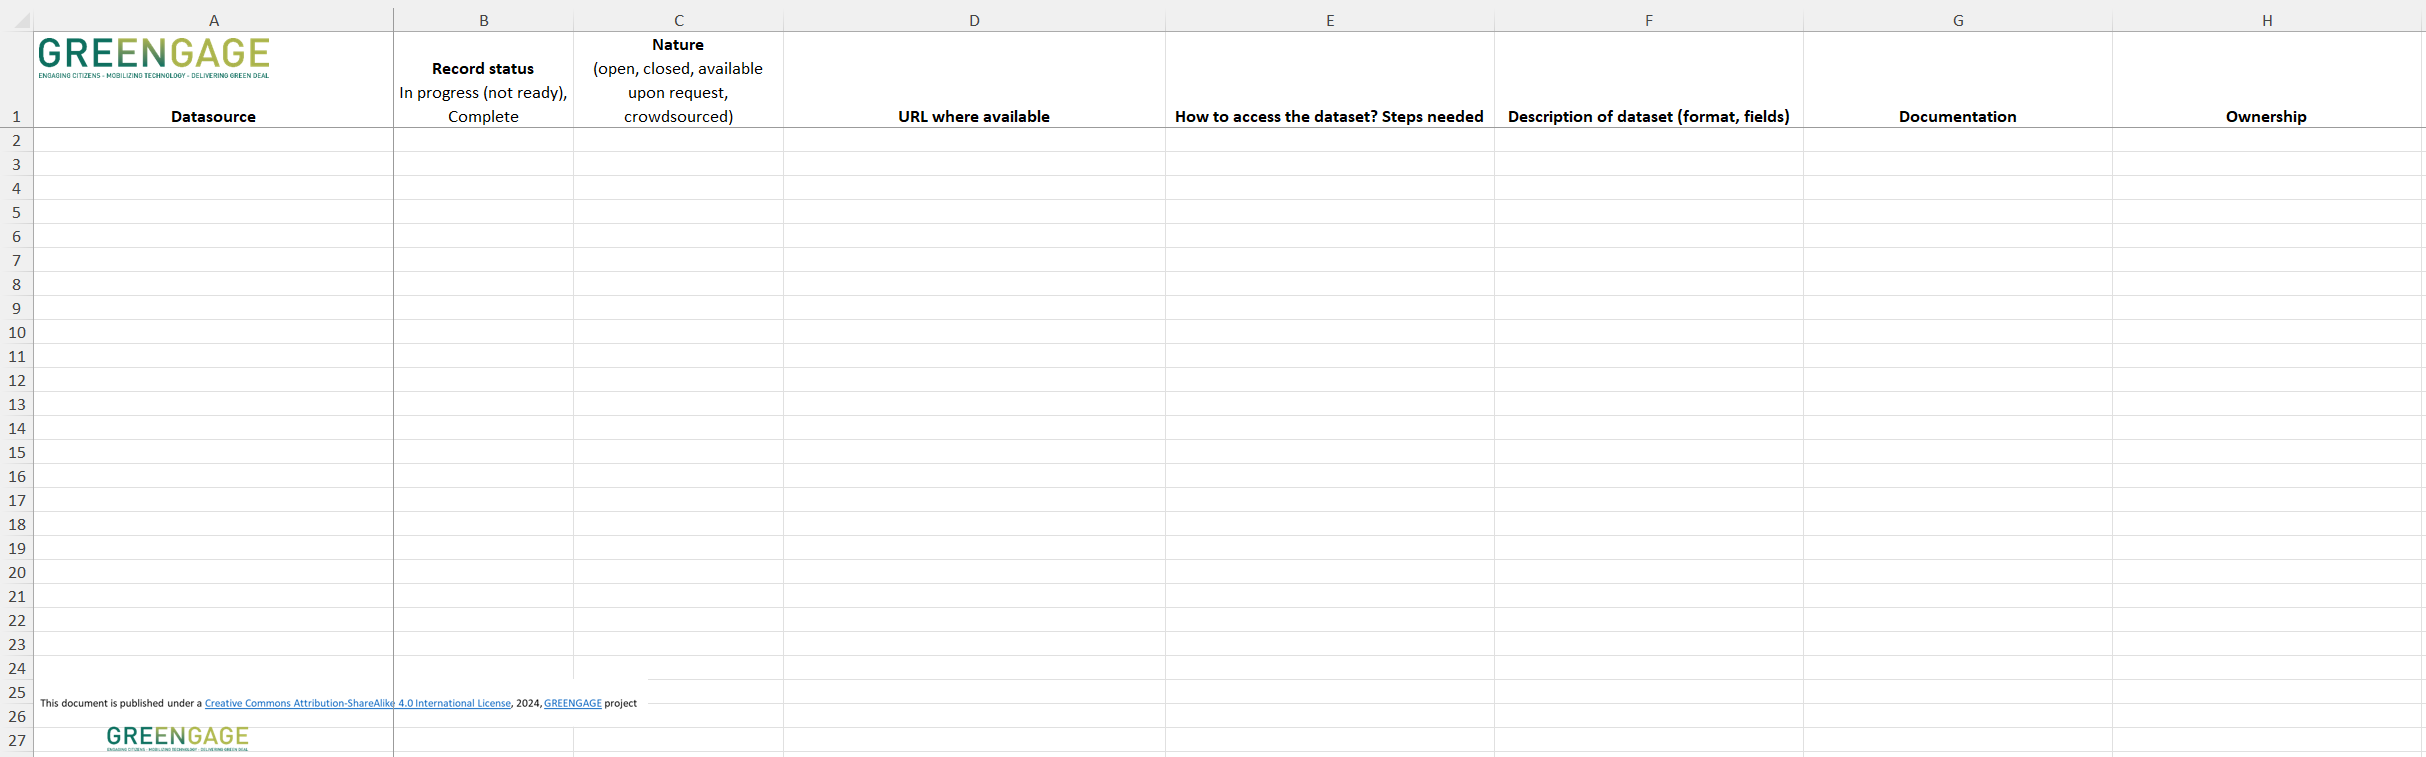 A B C D E F G H
GREENGAGE
ENGAGING CITIZENS - MOBILIZING TECHNOLOGY - DELIVERING GREEN DEAL
1
Datasource
Record status
In progress (not ready),
Complete
Nature
(open, closed, available
upon request,
crowdsourced)
URL where available
How to access the dataset? Steps needed
Description of dataset (format, fields)
Documentation
Ownership
2
3
4
5
6
7
8
9
10
11
12
13
14
15
16
17
18
19
20
21
22
23
24
25
This document is published under a Creative Commons Attribution-ShareAlike 4.0 International License, 2024, GREENGAGE project
26
27
GREENGAGE
ENGAGING CITIZENS - MOBILIZING TECHNOLOGY - DELIVERING GREEN DEAL